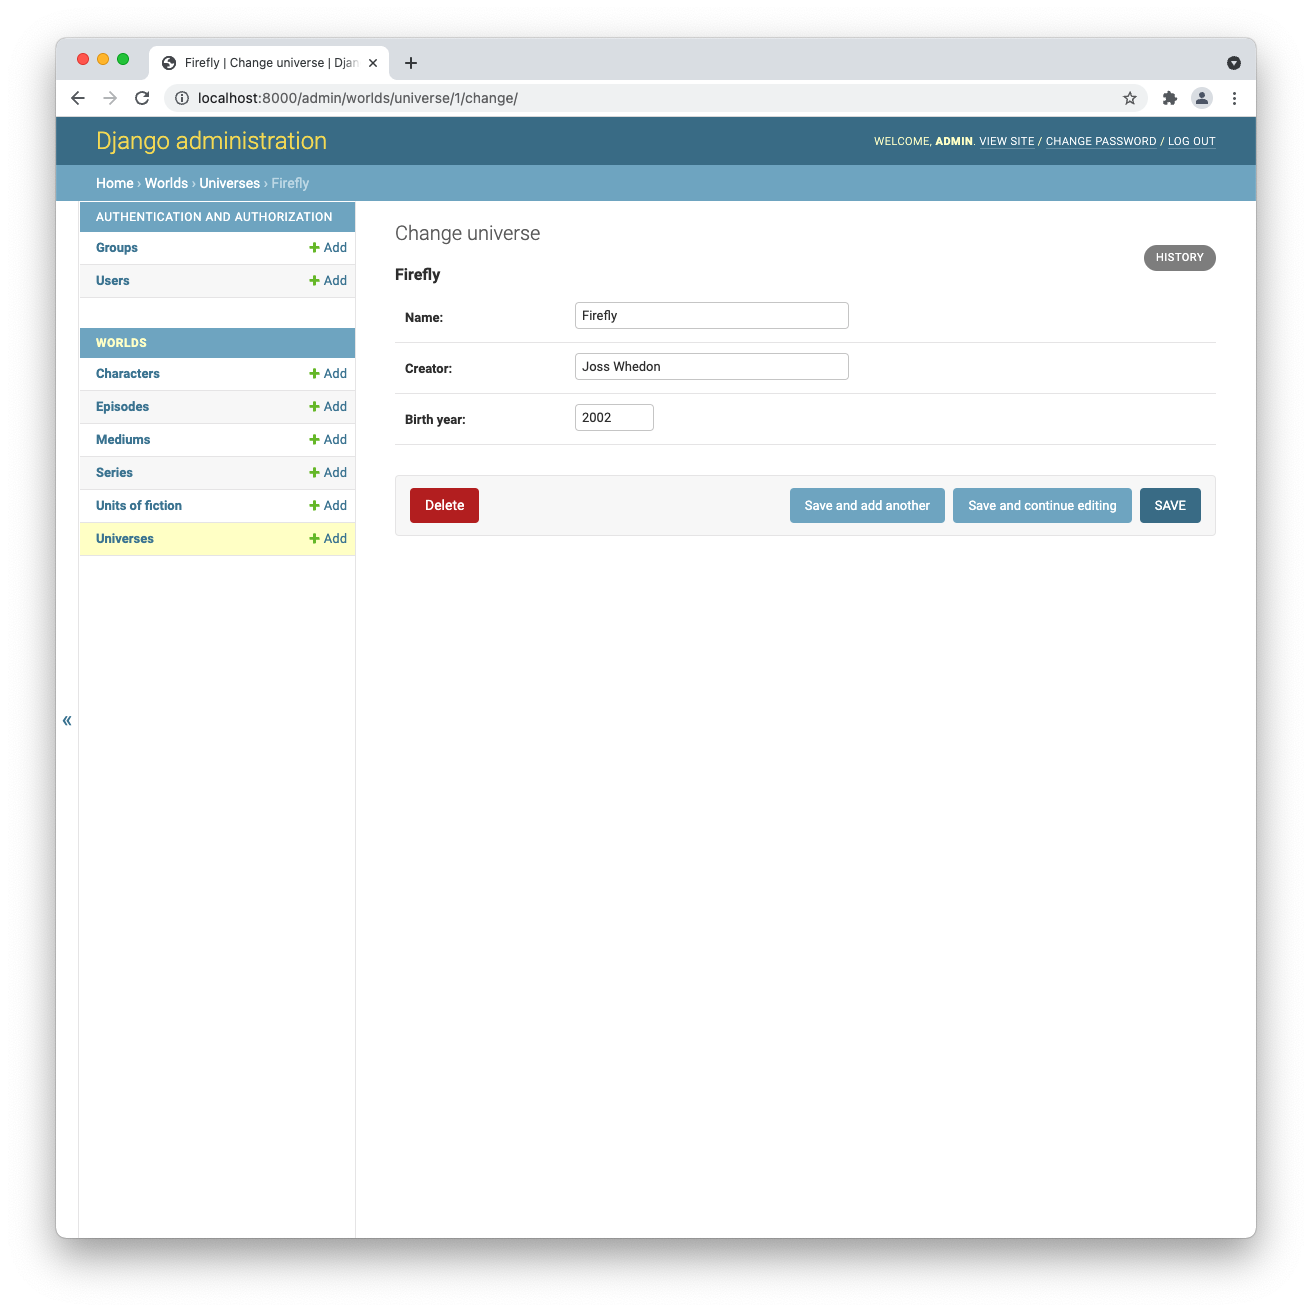 Firefly | Change universe | Djan
localhost:8000/admin/worlds/universe/1/change/
Django administration
WELCOME, ADMIN. VIEW SITE / CHANGE PASSWORD / LOG OUT
Home › Worlds › Universes › Firefly
AUTHENTICATION AND AUTHORIZATION
Groups + Add
Users + Add
WORLDS
Characters + Add
Episodes + Add
Mediums + Add
Series + Add
Units of fiction + Add
Universes + Add
«
Change universe
HISTORY
Firefly
Name: Firefly
Creator: Joss Whedon
Birth year: 2002
Delete Save and add another Save and continue editing SAVE